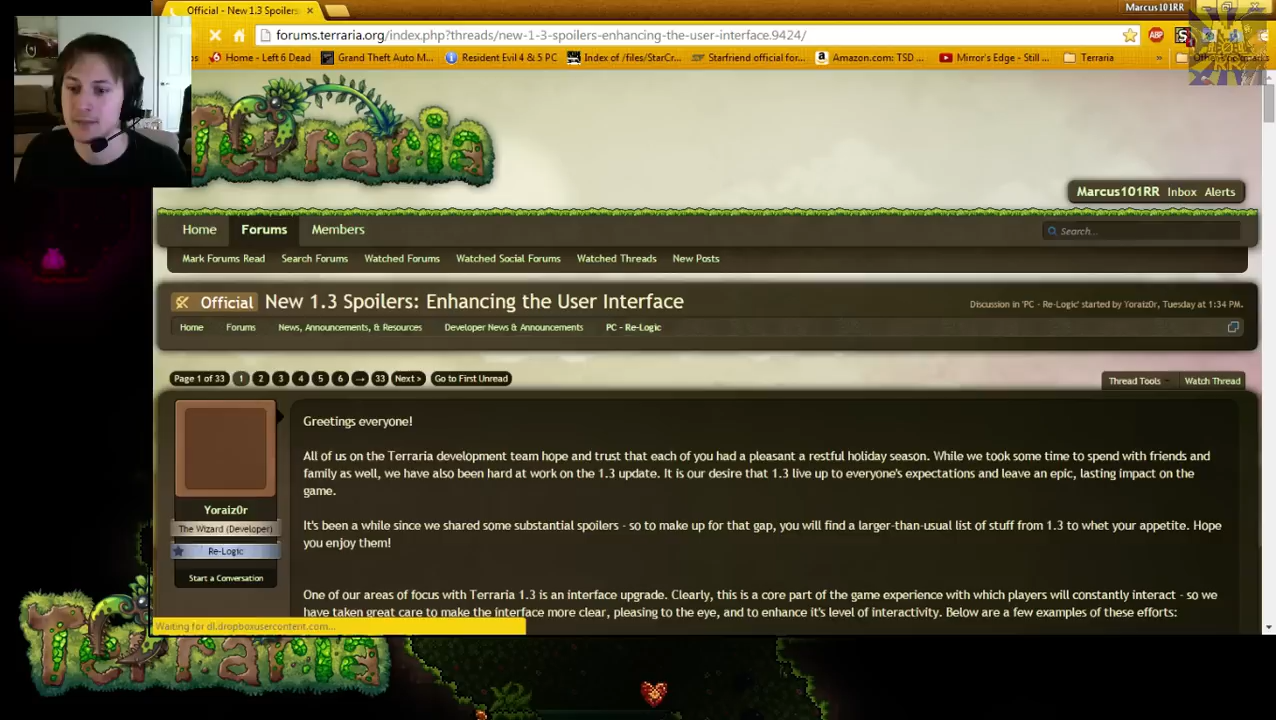 Official - New 1.3 Spoilers ×
Marcus101RR
forums.terraria.org/index.php?threads/new-1-3-spoilers-enhancing-the-user-interface.9424/
ABP
Home - Left 6 Dead
Grand Theft Auto M...
Resident Evil 4 & 5 PC
Index of /files/StarCr...
Starfriend official for...
Amazon.com: TSD ...
Mirror's Edge - Still ...
Terraria
»
Terraria
Marcus101RR Inbox Alerts
Home Forums Members
Search...
Mark Forums Read Search Forums Watched Forums Watched Social Forums Watched Threads New Posts
Official New 1.3 Spoilers: Enhancing the User Interface
Discussion in 'PC - Re-Logic' started by Yoraiz0r, Tuesday at 1:34 PM.
Home Forums News, Announcements, & Resources Developer News & Announcements PC - Re-Logic
Page 1 of 33 1 2 3 4 5 6 → 33 Next > Go to First Unread
Thread Tools Watch Thread
Greetings everyone!
All of us on the Terraria development team hope and trust that each of you had a pleasant a restful holiday season. While we took some time to spend with friends and
family as well, we have also been hard at work on the 1.3 update. It is our desire that 1.3 live up to everyone's expectations and leave an epic, lasting impact on the
game.
Yoraiz0r
The Wizard (Developer)
Re-Logic
Start a Conversation
It's been a while since we shared some substantial spoilers - so to make up for that gap, you will find a larger-than-usual list of stuff from 1.3 to whet your appetite. Hope
you enjoy them!
One of our areas of focus with Terraria 1.3 is an interface upgrade. Clearly, this is a core part of the game experience with which players will constantly interact - so we
have taken great care to make the interface more clear, pleasing to the eye, and to enhance it's level of interactivity. Below are a few examples of these efforts:
Waiting for dl.dropboxusercontent.com...
Terraria